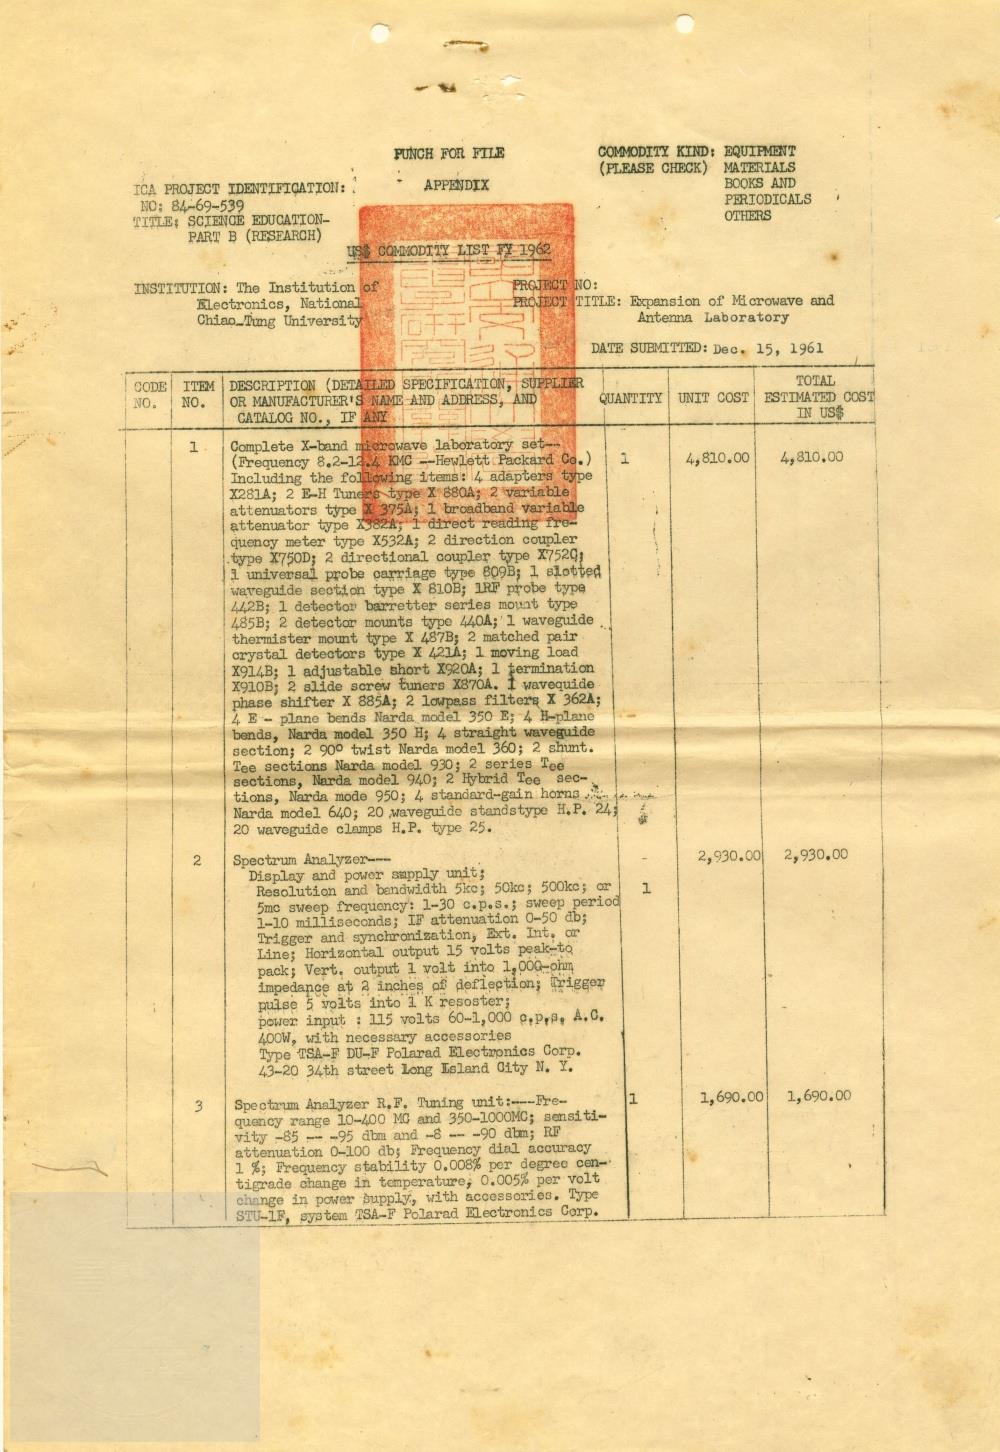 PUNCH FOR FILE
APPENDIX
COMMODITY KIND: EQUIPMENT
(PLEASE CHECK) MATERIALS
BOOKS AND
PERIODICALS
OTHERS
ICA PROJECT IDENTIFICATION:
NO: 84-69-539
TITLE: SCIENCE EDUCATION-
PART B (RESEARCH)
US$ COMMODITY LIST FY 1962
INSTITUTION: The Institution of
Electronics, National
Chiao-Tung University
PROJECT NO:
PROJECT TITLE: Expansion of Microwave and
Antenna Laboratory
DATE SUBMITTED: Dec. 15, 1961
CODE NO.
ITEM NO.
DESCRIPTION (DETAILED SPECIFICATION, SUPPLIER
OR MANUFACTURER'S NAME AND ADDRESS, AND
CATALOG NO., IF ANY
QUANTITY
UNIT COST
TOTAL
ESTIMATED COST
IN US$
1 Complete X-band microwave laboratory set--
(Frequency 8.2-12.4 KMC --Hewlett Packard Co.) 1 4,810.00 4,810.00
Including the following items: 4 adapters type
X281A; 2 E-H Tuners type X 880A; 2 variable
attenuators type X 375A; 1 broadband variable
attenuator type X382A; 1 direct reading fre-
quency meter type X532A; 2 direction coupler
type X750D; 2 directional coupler type X752C;
1 universal probe carriage type 809B; 1 slotted
waveguide section type X 810B; 1RF probe type
442B; 1 detector barretter series mount type
485B; 2 detector mounts type 440A; 1 waveguide
thermister mount type X 487B; 2 matched pair
crystal detectors type X 421A; 1 moving load
X914B; 1 adjustable short X920A; 1 termination
X910B; 2 slide screw tuners X870A. 1 wavequide
phase shifter X 885A; 2 lowpass filters X 362A;
4 E - plane bends Narda model 350 E; 4 H-plane
bends, Narda model 350 H; 4 straight waveguide
section; 2 90º twist Narda model 360; 2 shunt.
Tee sections Narda model 930; 2 series Tee
sections, Narda model 940; 2 Hybrid Tee sec-
tions, Narda mode 950; 4 standard-gain horns
Narda model 640; 20 waveguide standstype H.P. 24;
20 waveguide clamps H.P. type 25.
2 Spectrum Analyzer--- - 2,930.00 2,930.00
Display and power supply unit;
Resolution and bandwidth 5kc; 50kc; 500kc; or 1
5mc sweep frequency: 1-30 c.p.s.; sweep period
1-10 milliseconds; IF attenuation 0-50 db;
Trigger and synchronization, Ext. Int. or
Line; Horizontal output 15 volts peak-to
pack; Vert. output 1 volt into 1,000-ohm
impedance at 2 inches of deflection; Trigger
pulse 5 volts into 1 K resoster;
power input : 115 volts 60-1,000 c.p.s. A.C.
400W, with necessary accessories
Type TSA-F DU-F Polarad Electronics Corp.
43-20 34th street Long Island City N. Y.
3 Spectrum Analyzer R.F. Tuning unit:---Fre- 1 1,690.00 1,690.00
quency range 10-400 MC and 350-1000MC; sensiti-
vity -85 -- -95 dbm and -8 -- -90 dbm; RF
attenuation 0-100 db; Frequency dial accuracy
1 %; Frequency stability 0.008% per degree cen-
tigrade change in temperature, 0.005% per volt
change in power supply, with accessories. Type
STU-1F, system TSA-F Polarad Electronics Corp.